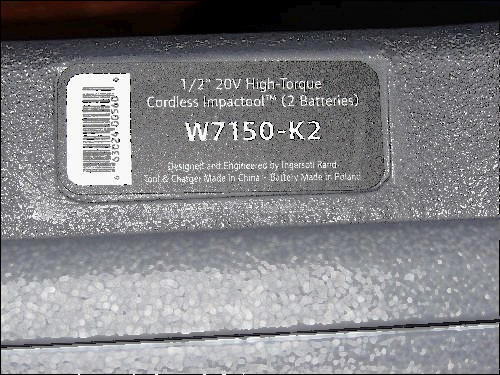 1/2" 20V High-Torque
Cordless Impactool™ (2 Batteries)
W7150-K2
Designed and Engineered by Ingersoll Rand
Tool & Charger Made in China • Battery Made in Poland